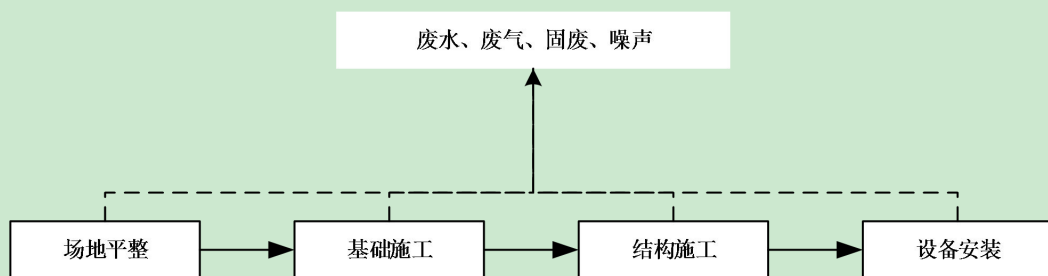 废水、废气、固废、噪声
场地平整
基础施工
结构施工
设备安装